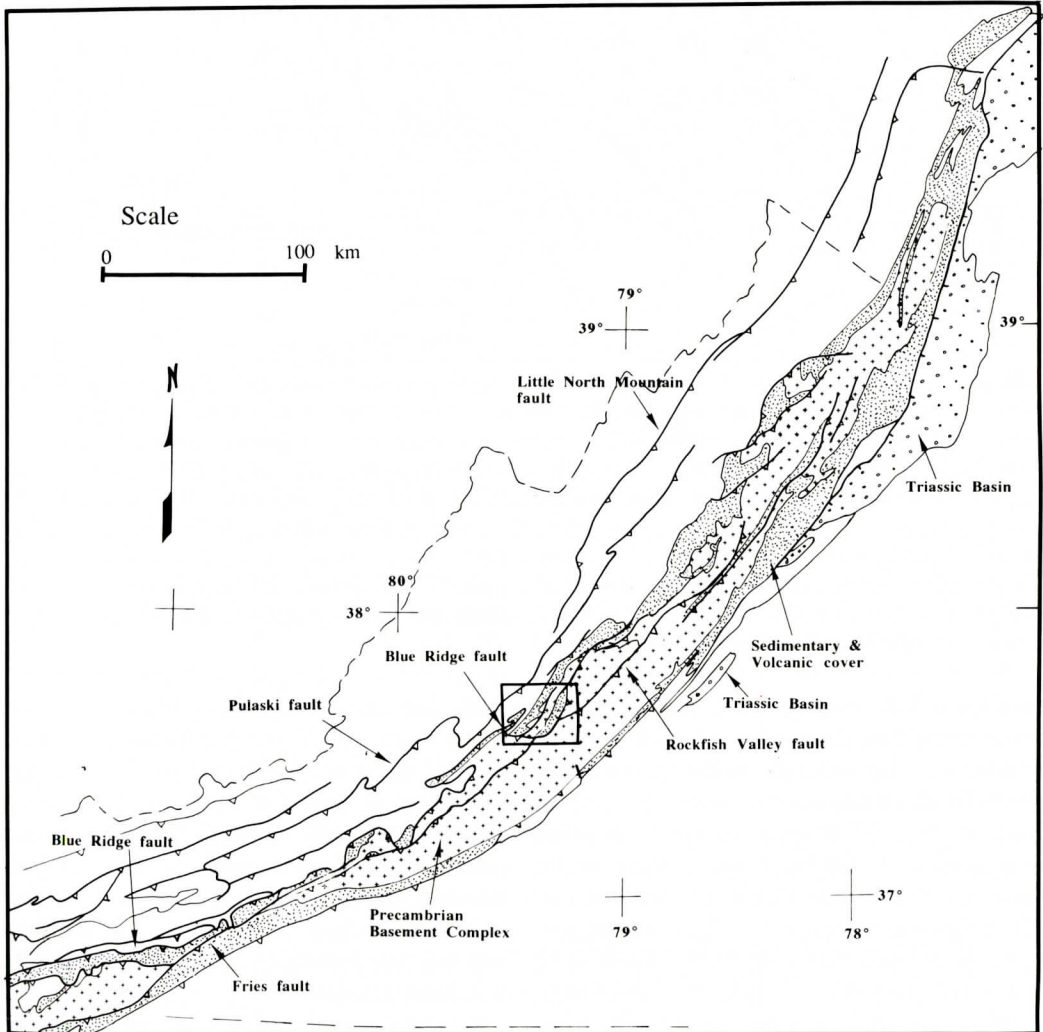 Scale
0 100 km
N
79°
39°
39°
Little North Mountain
fault
Triassic Basin
80°
38°
Blue Ridge fault
Sedimentary &
Volcanic cover
Pulaski fault
Triassic Basin
Rockfish Valley fault
Blue Ridge fault
37°
Precambrian
Basement Complex
79°
78°
Fries fault